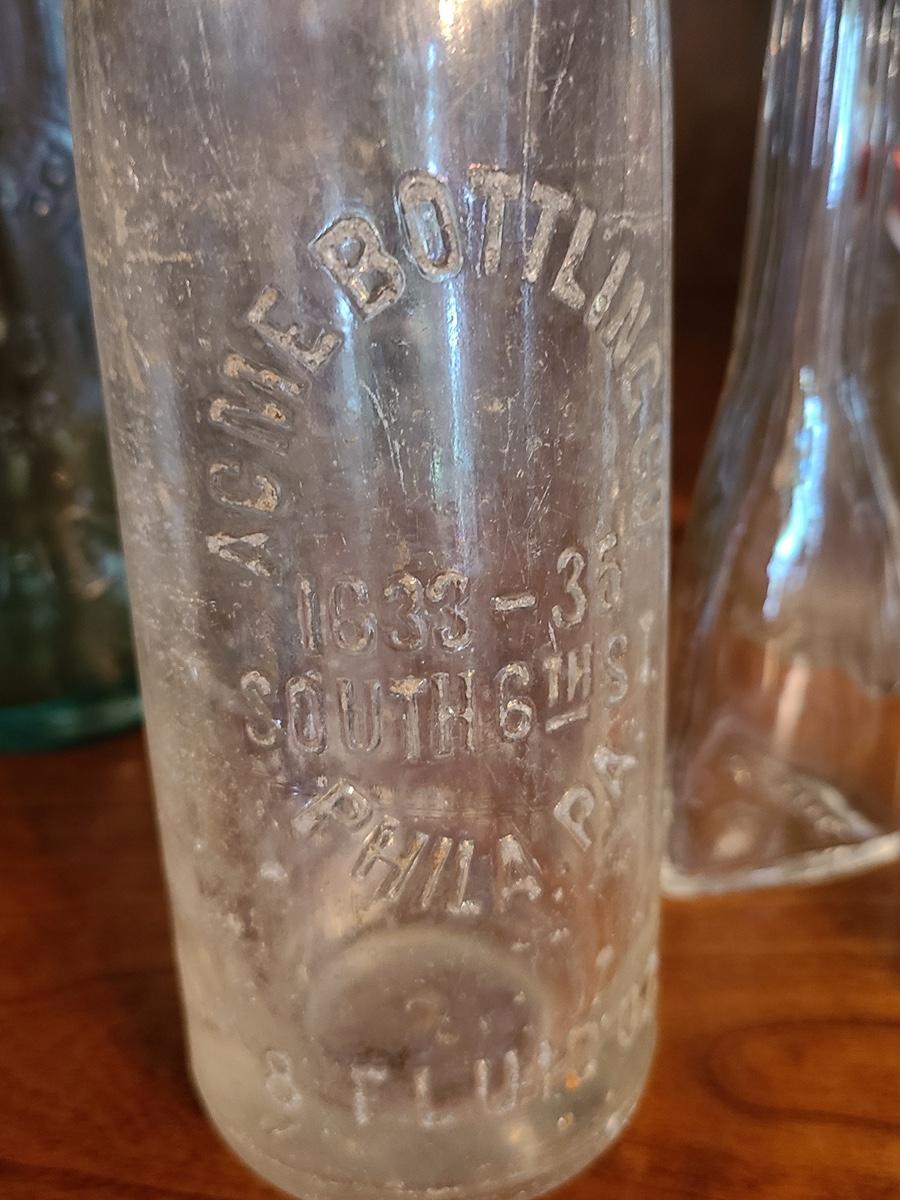 ACME BOTTLING CO
1633-35
SOUTH 6TH ST
PHILA PA
8 FLUID OZ